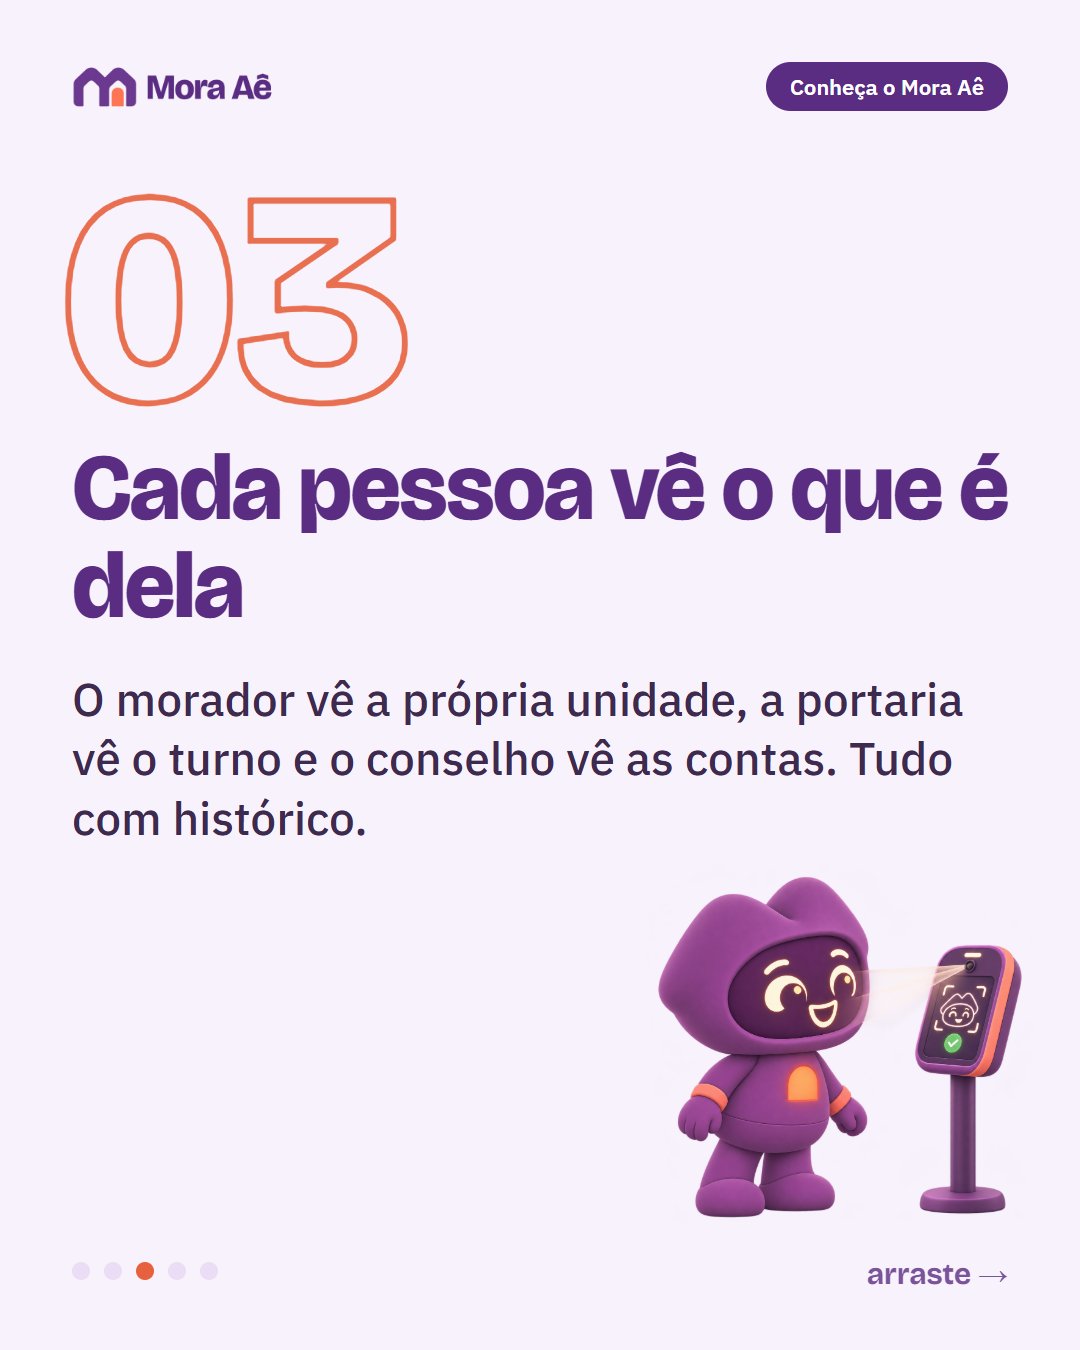 Mora Aê
Conheça o Mora Aê
03
Cada pessoa vê o que é
dela
O morador vê a própria unidade, a portaria
vê o turno e o conselho vê as contas. Tudo
com histórico.
arraste →